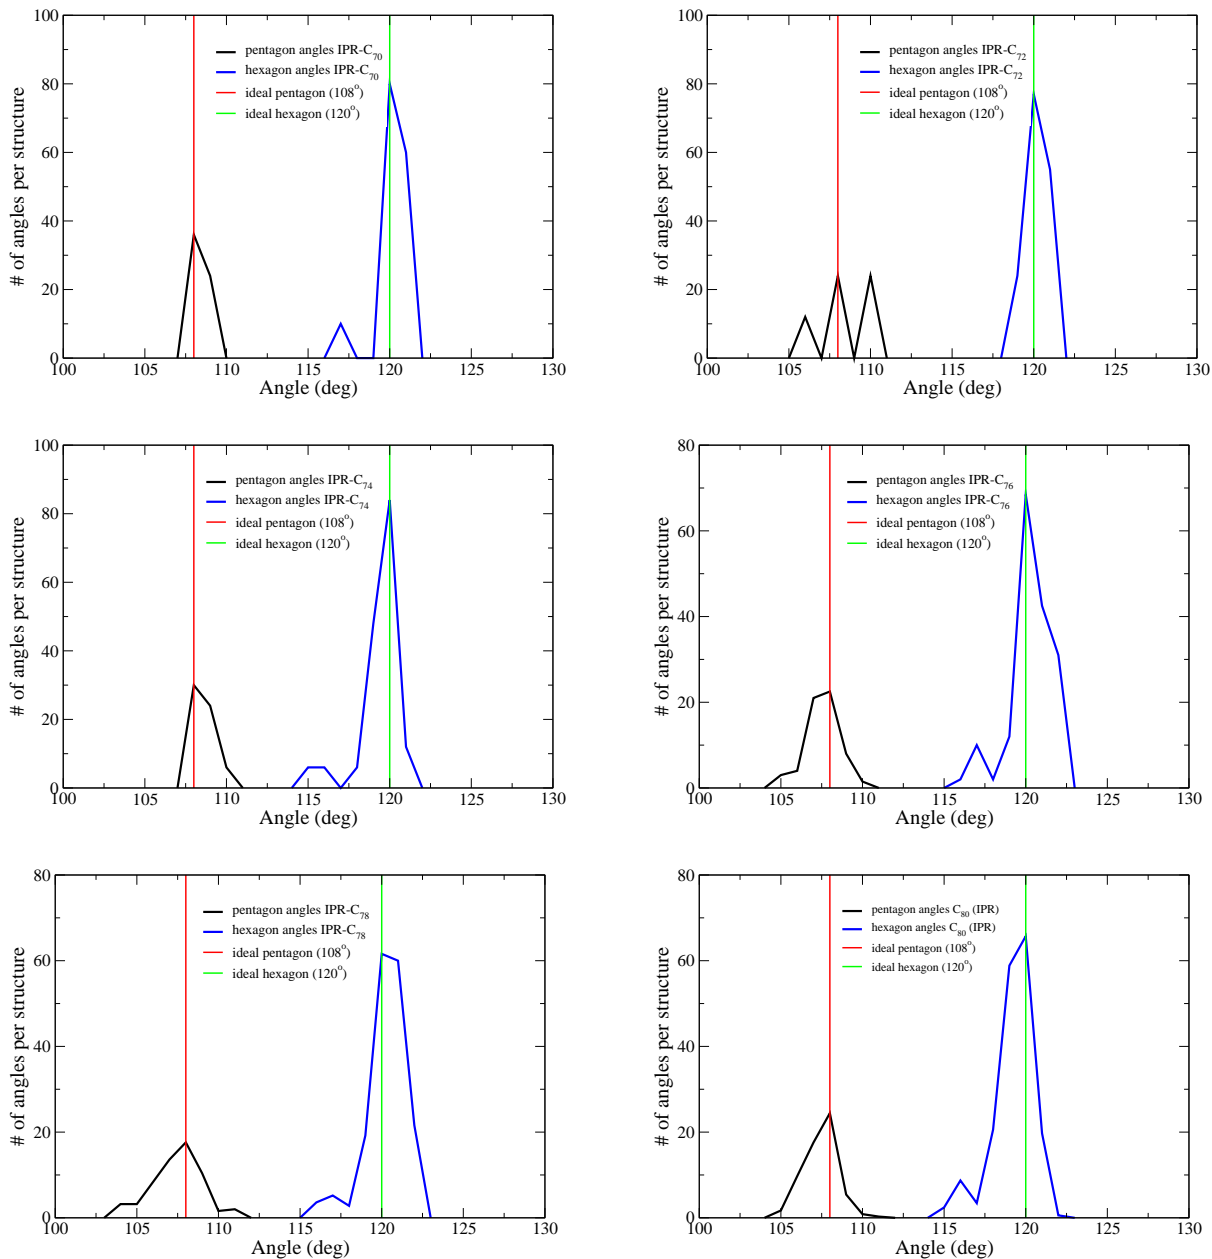 100
80
60
40
20
0
# of angles per structure
pentagon angles IPR-C70
hexagon angles IPR-C70
ideal pentagon (108o)
ideal hexagon (120o)
100 105 110 115 120 125 130
Angle (deg)
100
80
60
40
20
0
# of angles per structure
pentagon angles IPR-C72
hexagon angles IPR-C72
ideal pentagon (108o)
ideal hexagon (120o)
100 105 110 115 120 125 130
Angle (deg)
100
80
60
40
20
0
# of angles per structure
pentagon angles IPR-C74
hexagon angles IPR-C74
ideal pentagon (108o)
ideal hexagon (120o)
100 105 110 115 120 125 130
Angle (deg)
80
60
40
20
0
# of angles per structure
pentagon angles IPR-C76
hexagon angles IPR-C76
ideal pentagon (108o)
ideal hexagon (120o)
100 105 110 115 120 125 130
Angle (deg)
80
60
40
20
0
# of angles per structure
pentagon angles IPR-C78
hexagon angles IPR-C78
ideal pentagon (108o)
ideal hexagon (120o)
100 105 110 115 120 125 130
Angle (deg)
80
60
40
20
0
# of angles per structure
pentagon angles C80 (IPR)
hexagon angles C80 (IPR)
ideal pentagon (108o)
ideal hexagon (120o)
100 105 110 115 120 125 130
Angle (deg)